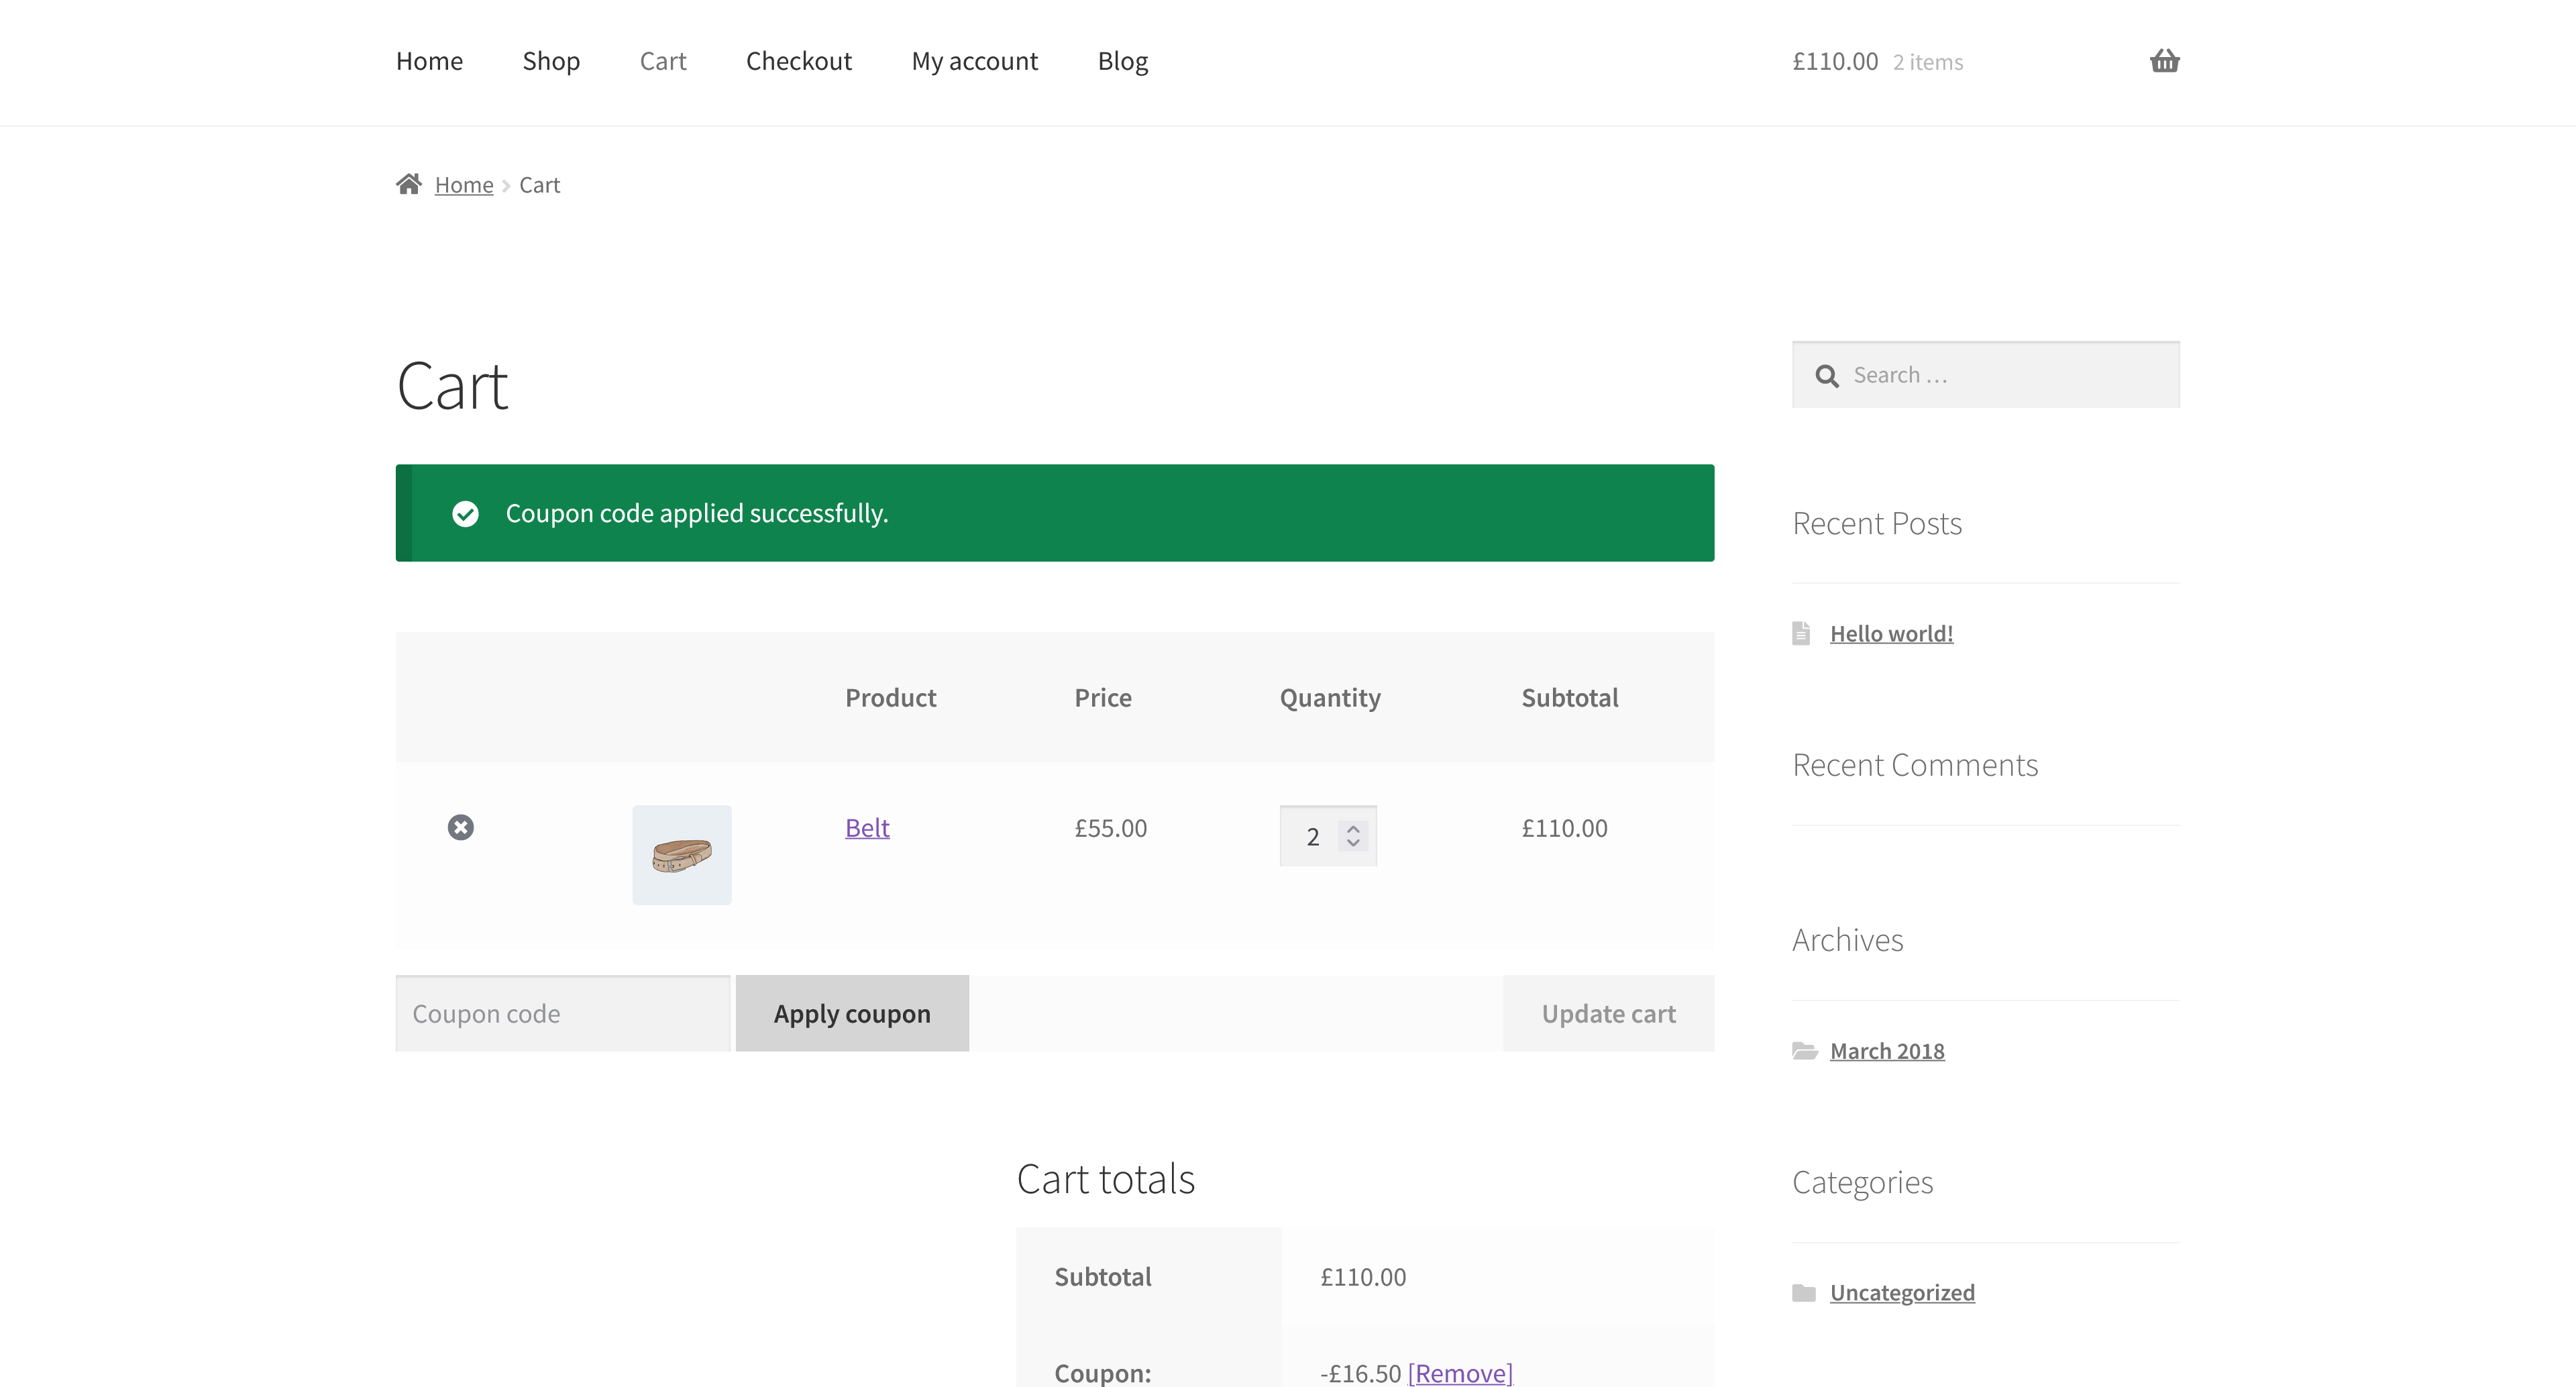 Home Shop Cart Checkout My account Blog £110.00 2 items
Home Cart
Cart
Coupon code applied successfully.
Product Price Quantity Subtotal
Belt £55.00 2 £110.00
Coupon code Apply coupon Update cart
Cart totals
Subtotal £110.00
Coupon: -£16.50 [Remove]
Search …
Recent Posts
Hello world!
Recent Comments
Archives
March 2018
Categories
Uncategorized